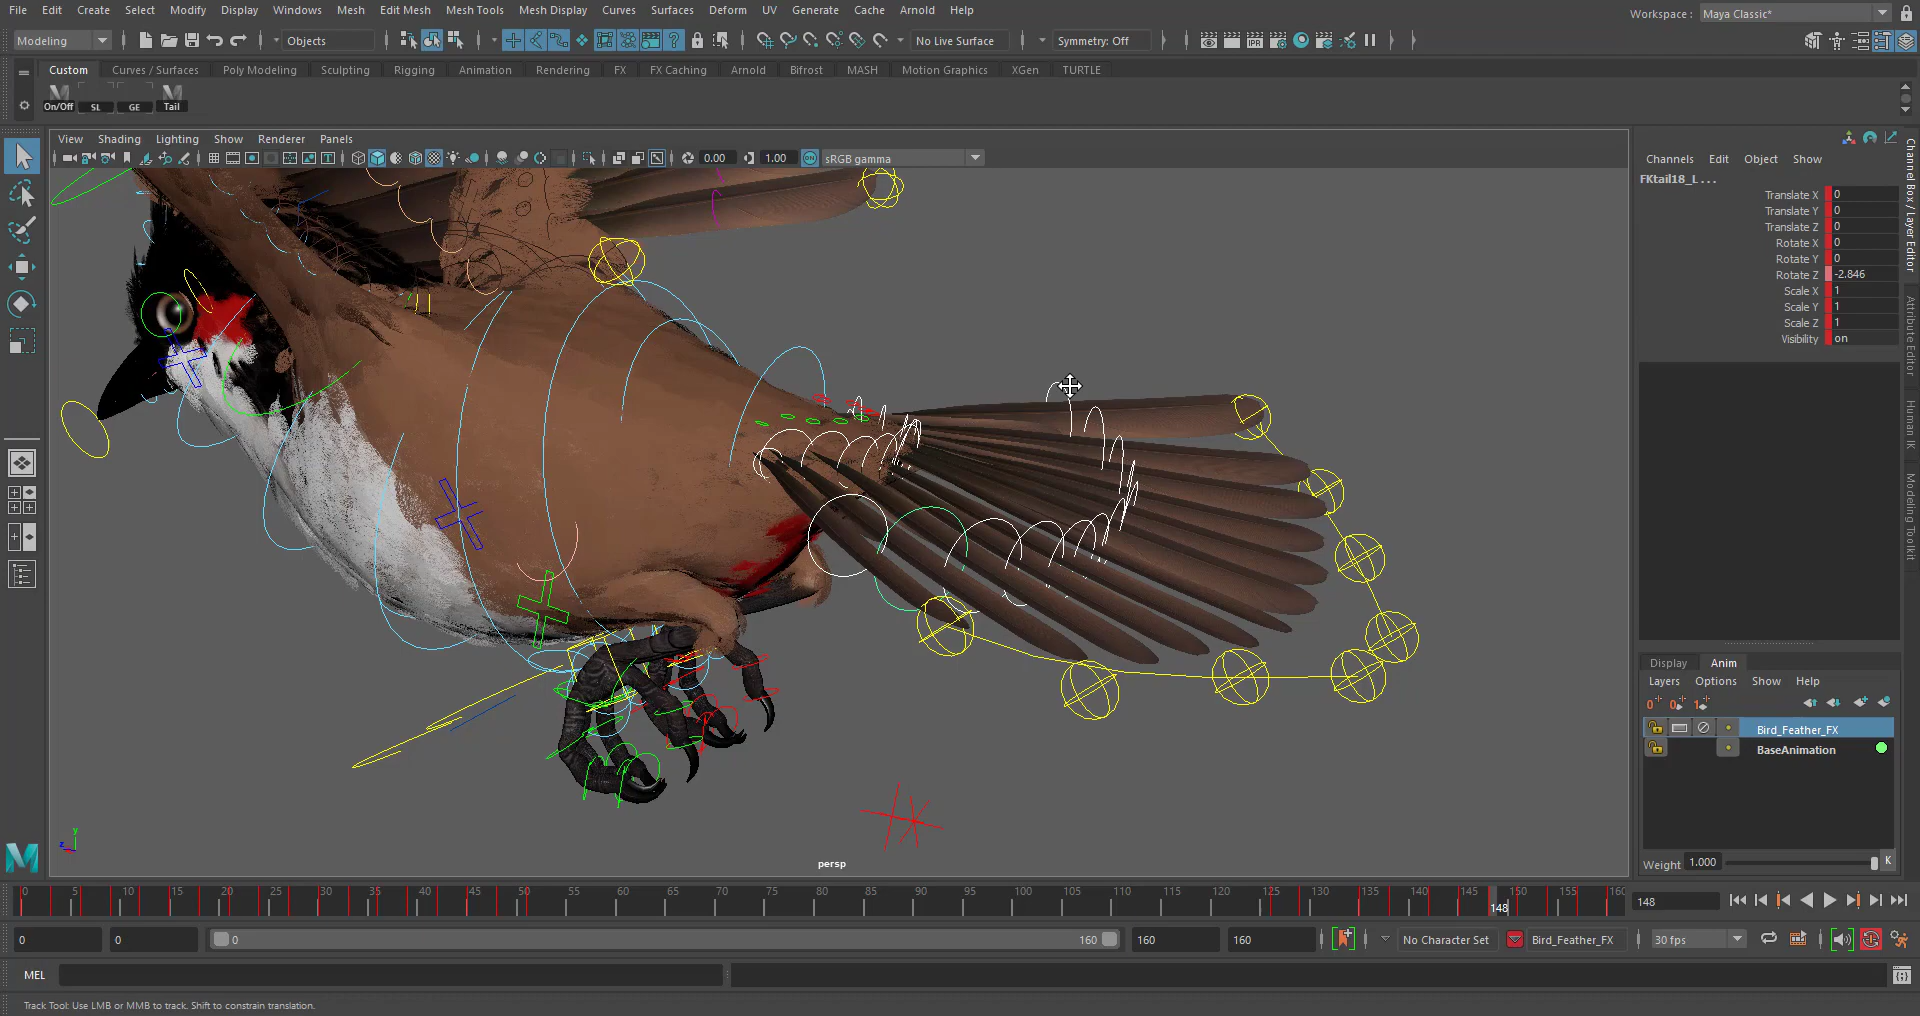 File Edit Create Select Modify Display Windows Mesh Edit Mesh Mesh Tools Mesh Display Curves Surfaces Deform UV Generate Cache Arnold Help
Workspace : Maya Classic*
Modeling Objects No Live Surface Symmetry: Off
Custom Curves / Surfaces Poly Modeling Sculpting Rigging Animation Rendering FX FX Caching Arnold Bifrost MASH Motion Graphics XGen TURTLE
On/Off SL GE Tail
View Shading Lighting Show Renderer Panels
0.00 1.00 sRGB gamma
Channels Edit Object Show
FKtail18_L . . .
Translate X 0
Translate Y 0
Translate Z 0
Rotate X 0
Rotate Y 0
Rotate Z -2.846
Scale X 1
Scale Y 1
Scale Z 1
Visibility on
Channel Box / Layer Editor
Attribute Editor
Human IK
Modeling Toolkit
Display Anim
Layers Options Show Help
Bird_Feather_FX
BaseAnimation
Weight 1.000 K
y
z
persp
0 5 10 15 20 25 30 35 40 45 50 55 60 65 70 75 80 85 90 95 100 105 110 115 120 125 130 135 140 145 150 155 160
148
148
0 0 0 160 160 160 No Character Set Bird_Feather_FX 30 fps
MEL
Track Tool: Use LMB or MMB to track. Shift to constrain translation.